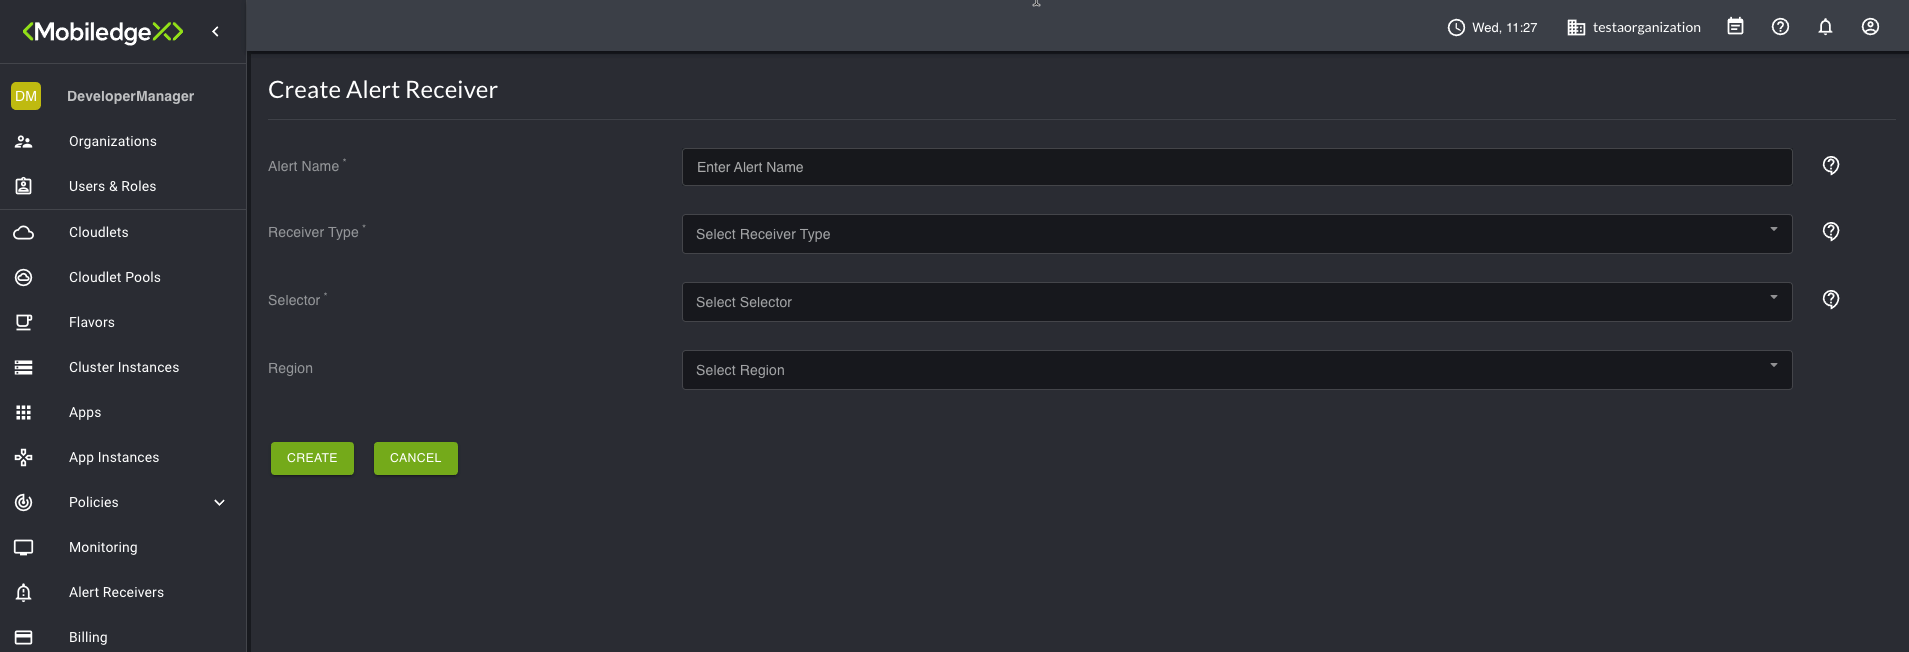 <MobiledgeX>
Wed, 11:27
testaorganization
DM
DeveloperManager
Organizations
Users & Roles
Cloudlets
Cloudlet Pools
Flavors
Cluster Instances
Apps
App Instances
Policies
Monitoring
Alert Receivers
Billing
Create Alert Receiver
Alert Name *
Enter Alert Name
Receiver Type *
Select Receiver Type
Selector *
Select Selector
Region
Select Region
CREATE
CANCEL